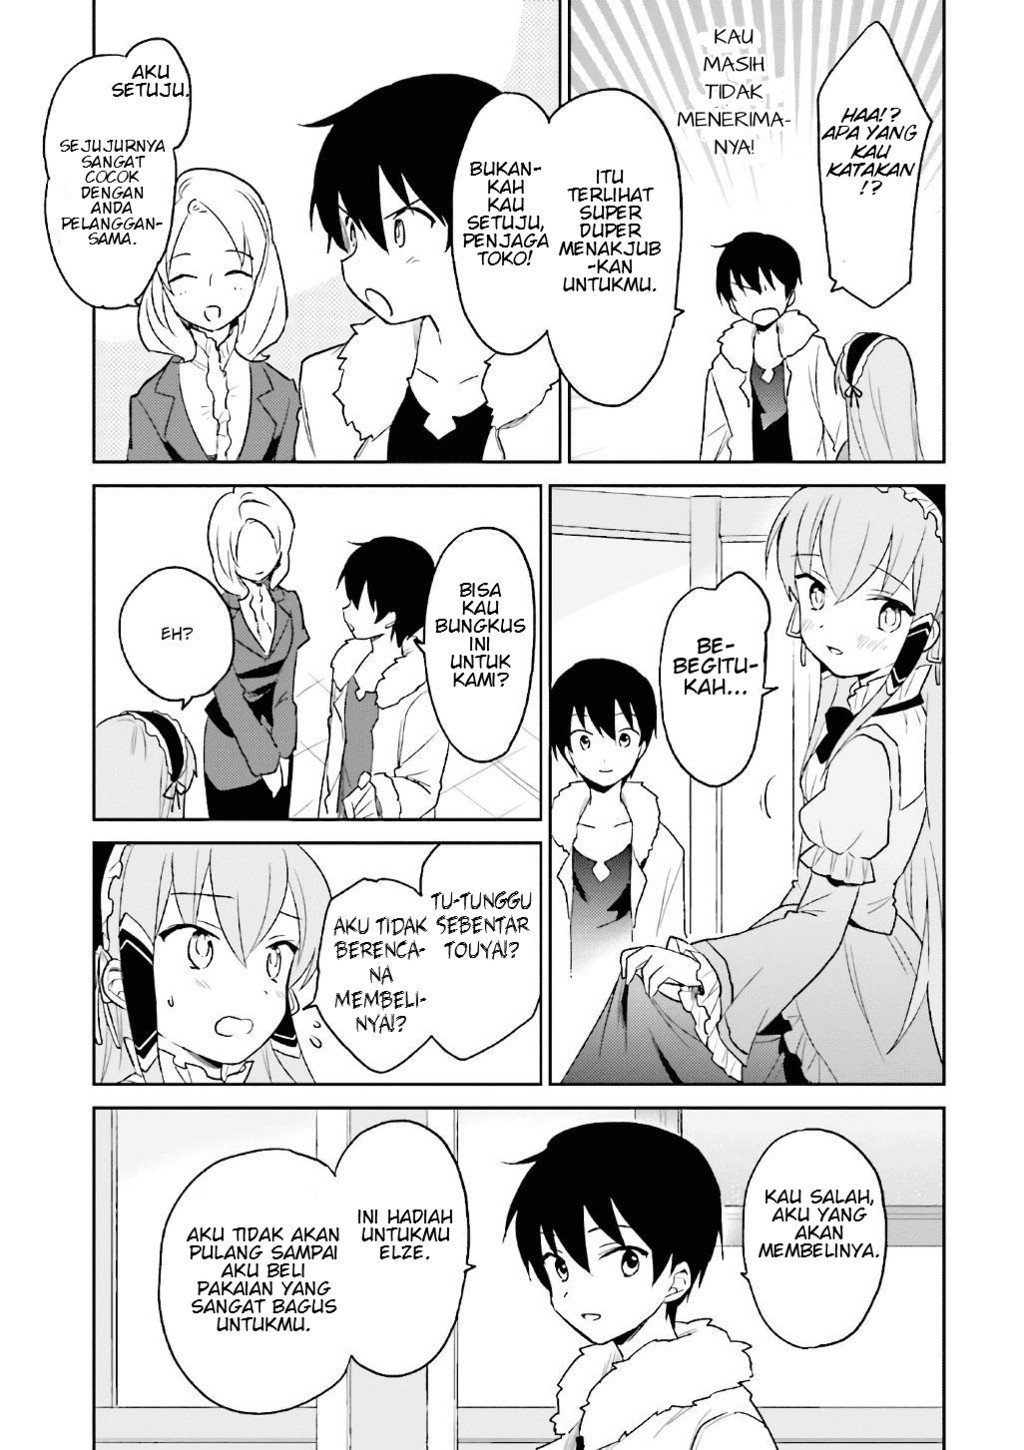 HAA!?
APA YANG
KAU
KATAKAN
!?
KAU
MASIH
TIDAK
MENERIMA-
NYA!
ITU
TERLIHAT
SUPER
DUPER
MENAKJUB
-KAN
UNTUKMU.
BUKAN-
KAH
KAU
SETUJU,
PENJAGA
TOKO!
AKU
SETUJU.
SEJUJURNYA
SANGAT
COCOK
DENGAN
ANDA
PELANGGAN-
SAMA.
BE-
BEGITU-
KAH...
BISA
KAU
BUNGKUS
INI
UNTUK
KAMI?
EH?
TU-TUNGGU
SEBENTAR
TOUYA!?
AKU TIDAK
BERENCA-
NA
MEMBELI-
NYA!?
KAU SALAH,
AKU YANG
AKAN
MEMBELINYA.
INI HADIAH
UNTUKMU
ELZE.
AKU TIDAK AKAN
PULANG SAMPAI
AKU BELI
PAKAIAN YANG
SANGAT BAGUS
UNTUKMU.